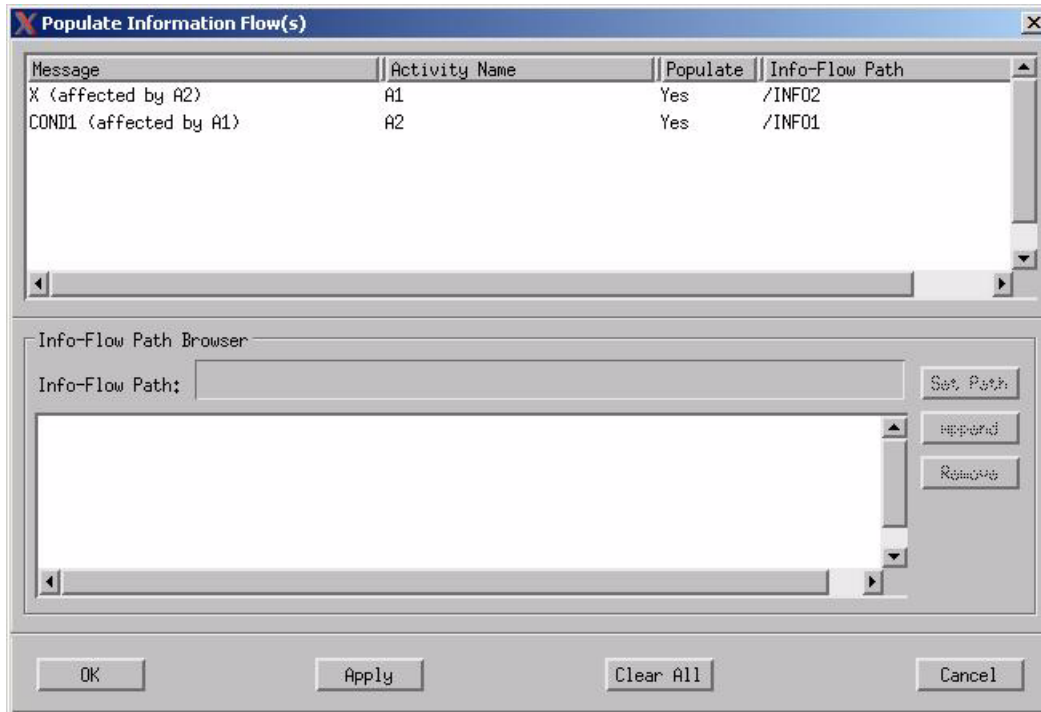 Populate Information Flow(s)
Message Activity Name Populate Info-Flow Path
X (affected by A2) A1 Yes /INFO2
COND1 (affected by A1) A2 Yes /INFO1
Info-Flow Path Browser
Info-Flow Path:
Set Path
Append
Remove
OK Apply Clear All Cancel